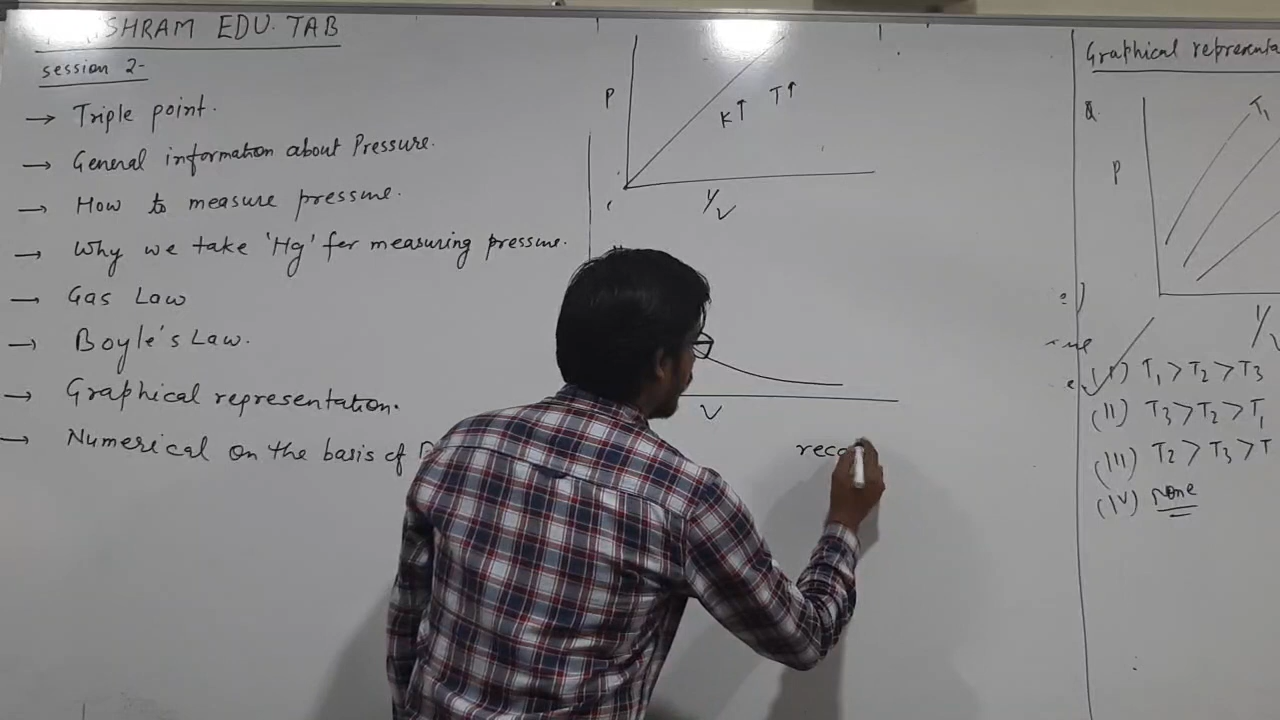 SHRAM EDU. TAB
session 2-
→ Triple point.
→ General information about Pressure.
→ How to measure pressure.
→ Why we take 'Hg' for measuring pressure.
→ Gas Law
→ Boyle's Law.
→ Graphical representation.
→ Numerical on the basis of
P
K↑ T↑
1/V
V
reco
Graphical representa
Q.
P
T₁
1/V
(I) T₁ > T₂ > T₃
(II) T₃ > T₂ > T₁
(III) T₂ > T₃ > T
(IV) none